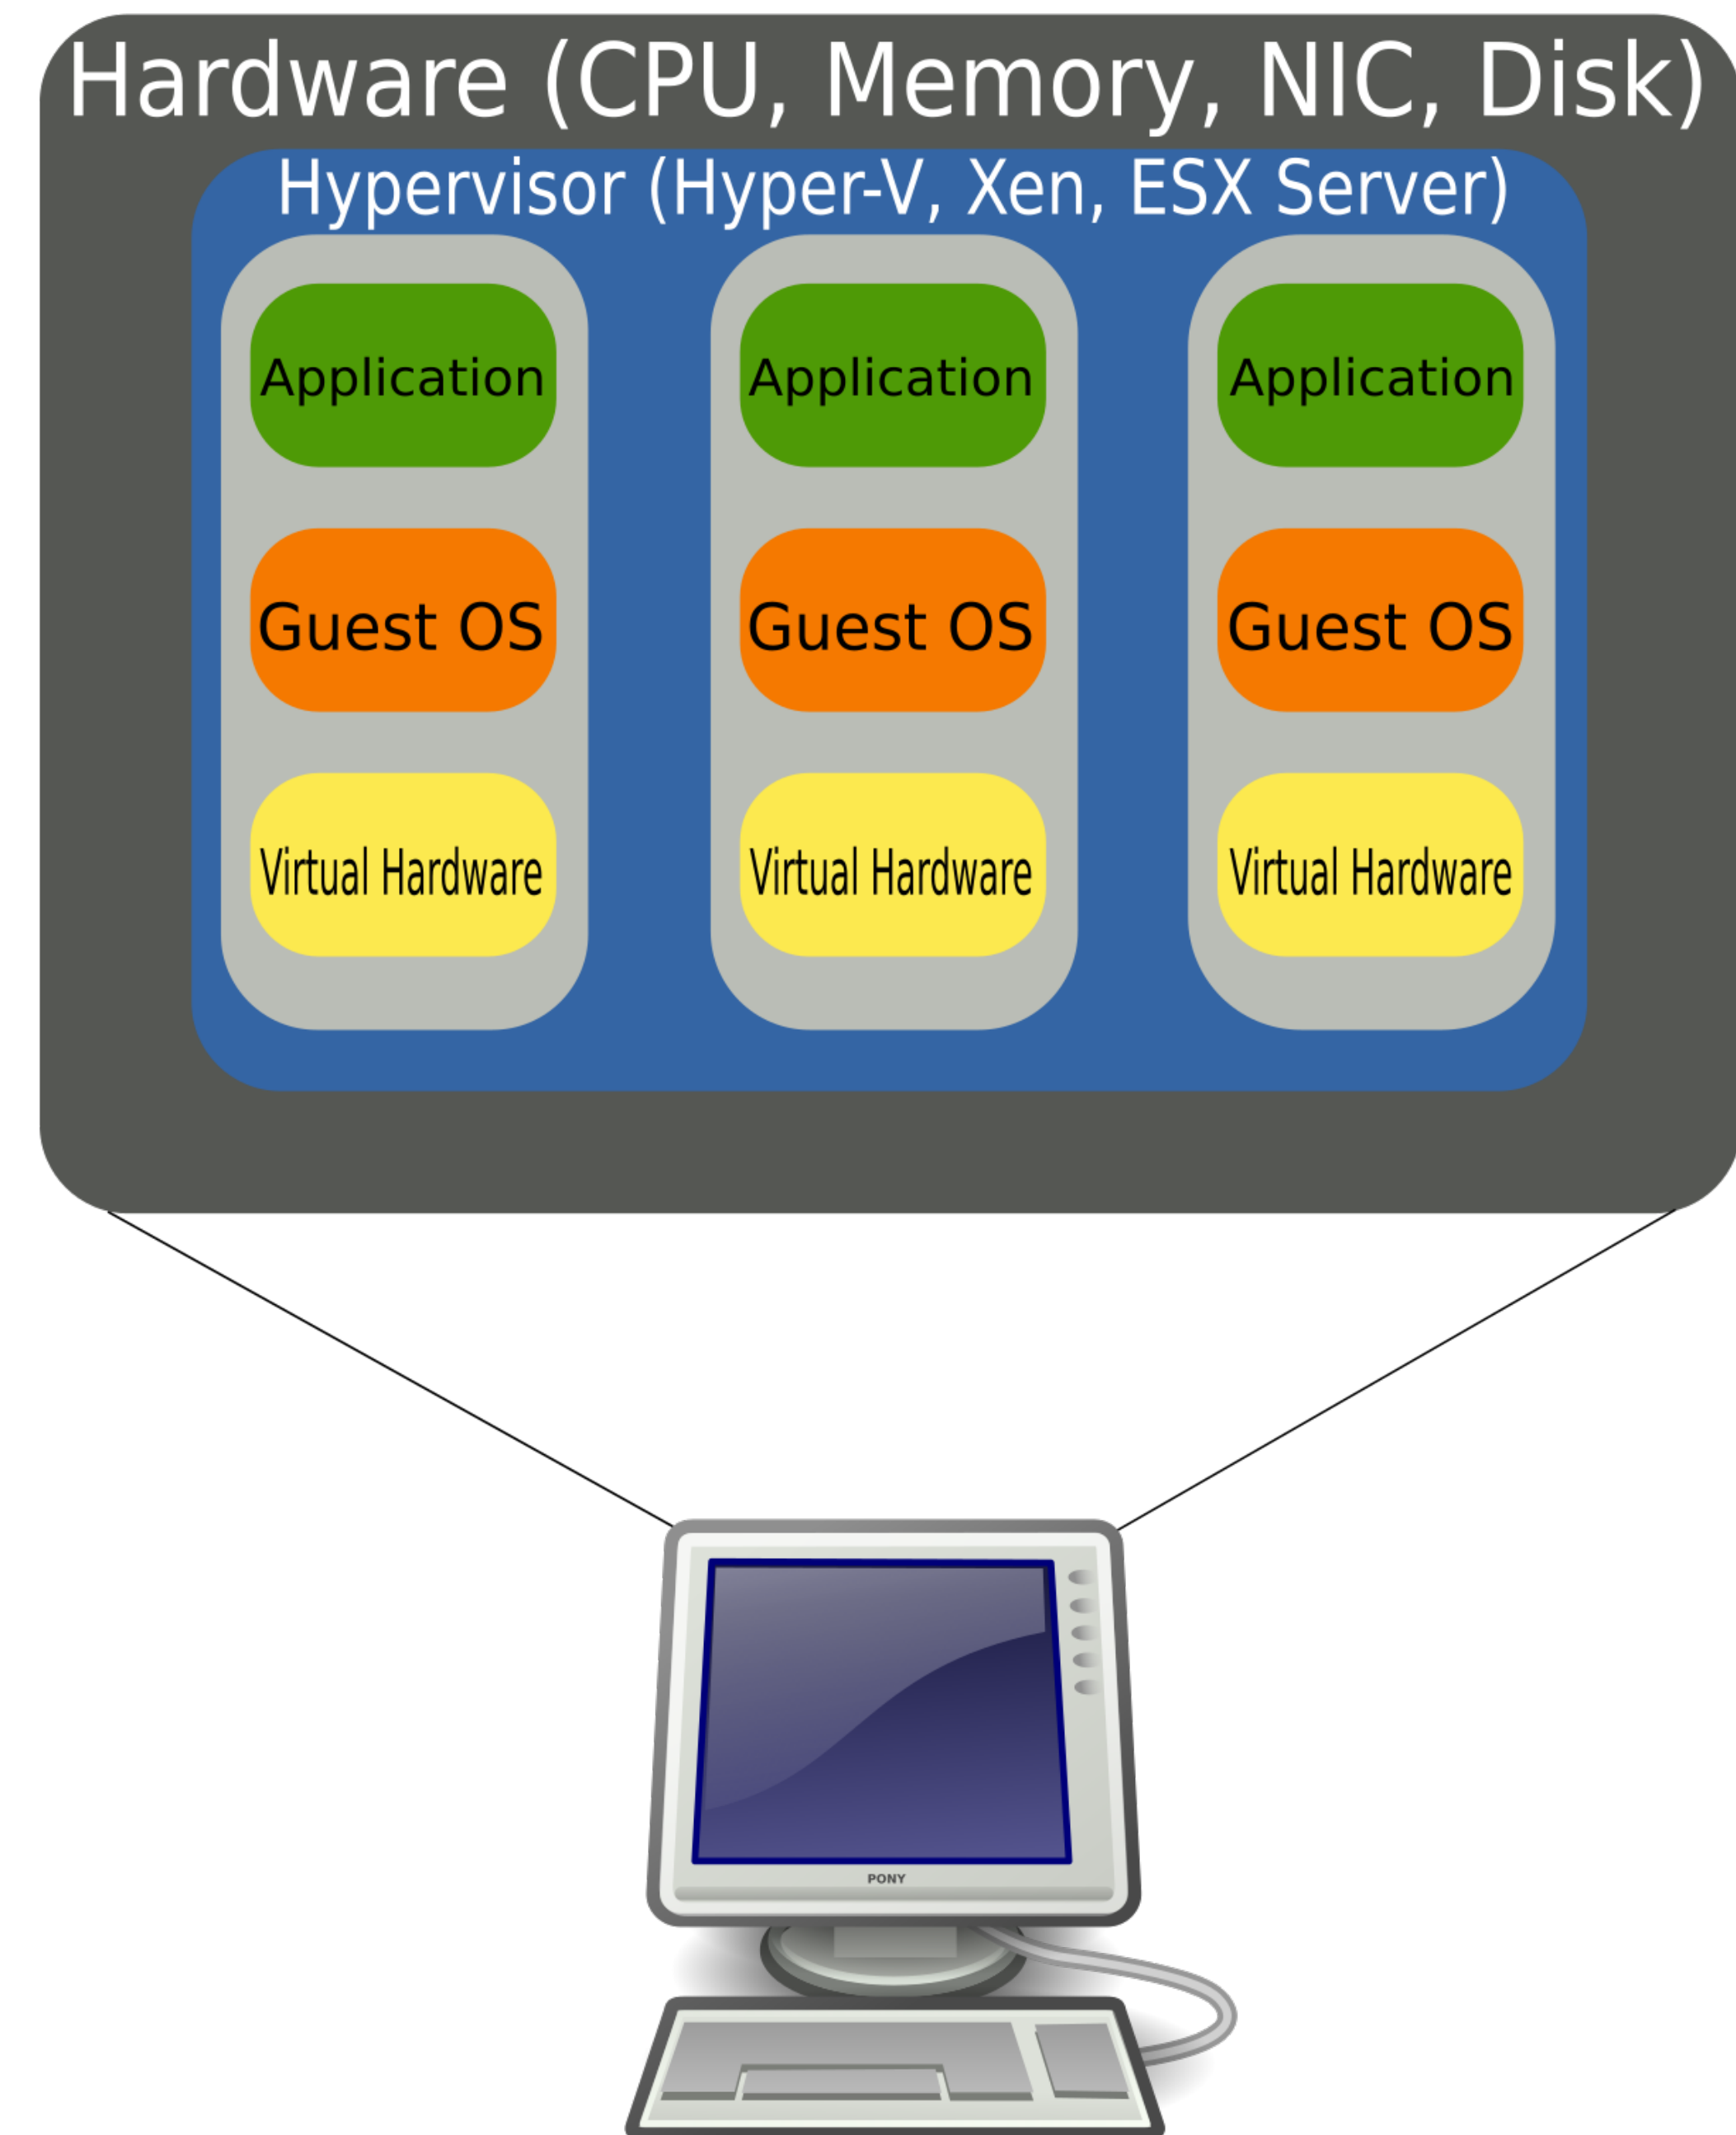 Hardware (CPU, Memory, NIC, Disk)
Hypervisor (Hyper-V, Xen, ESX Server)
Application
Application
Application
Guest OS
Guest OS
Guest OS
Virtual Hardware
Virtual Hardware
Virtual Hardware
PONY